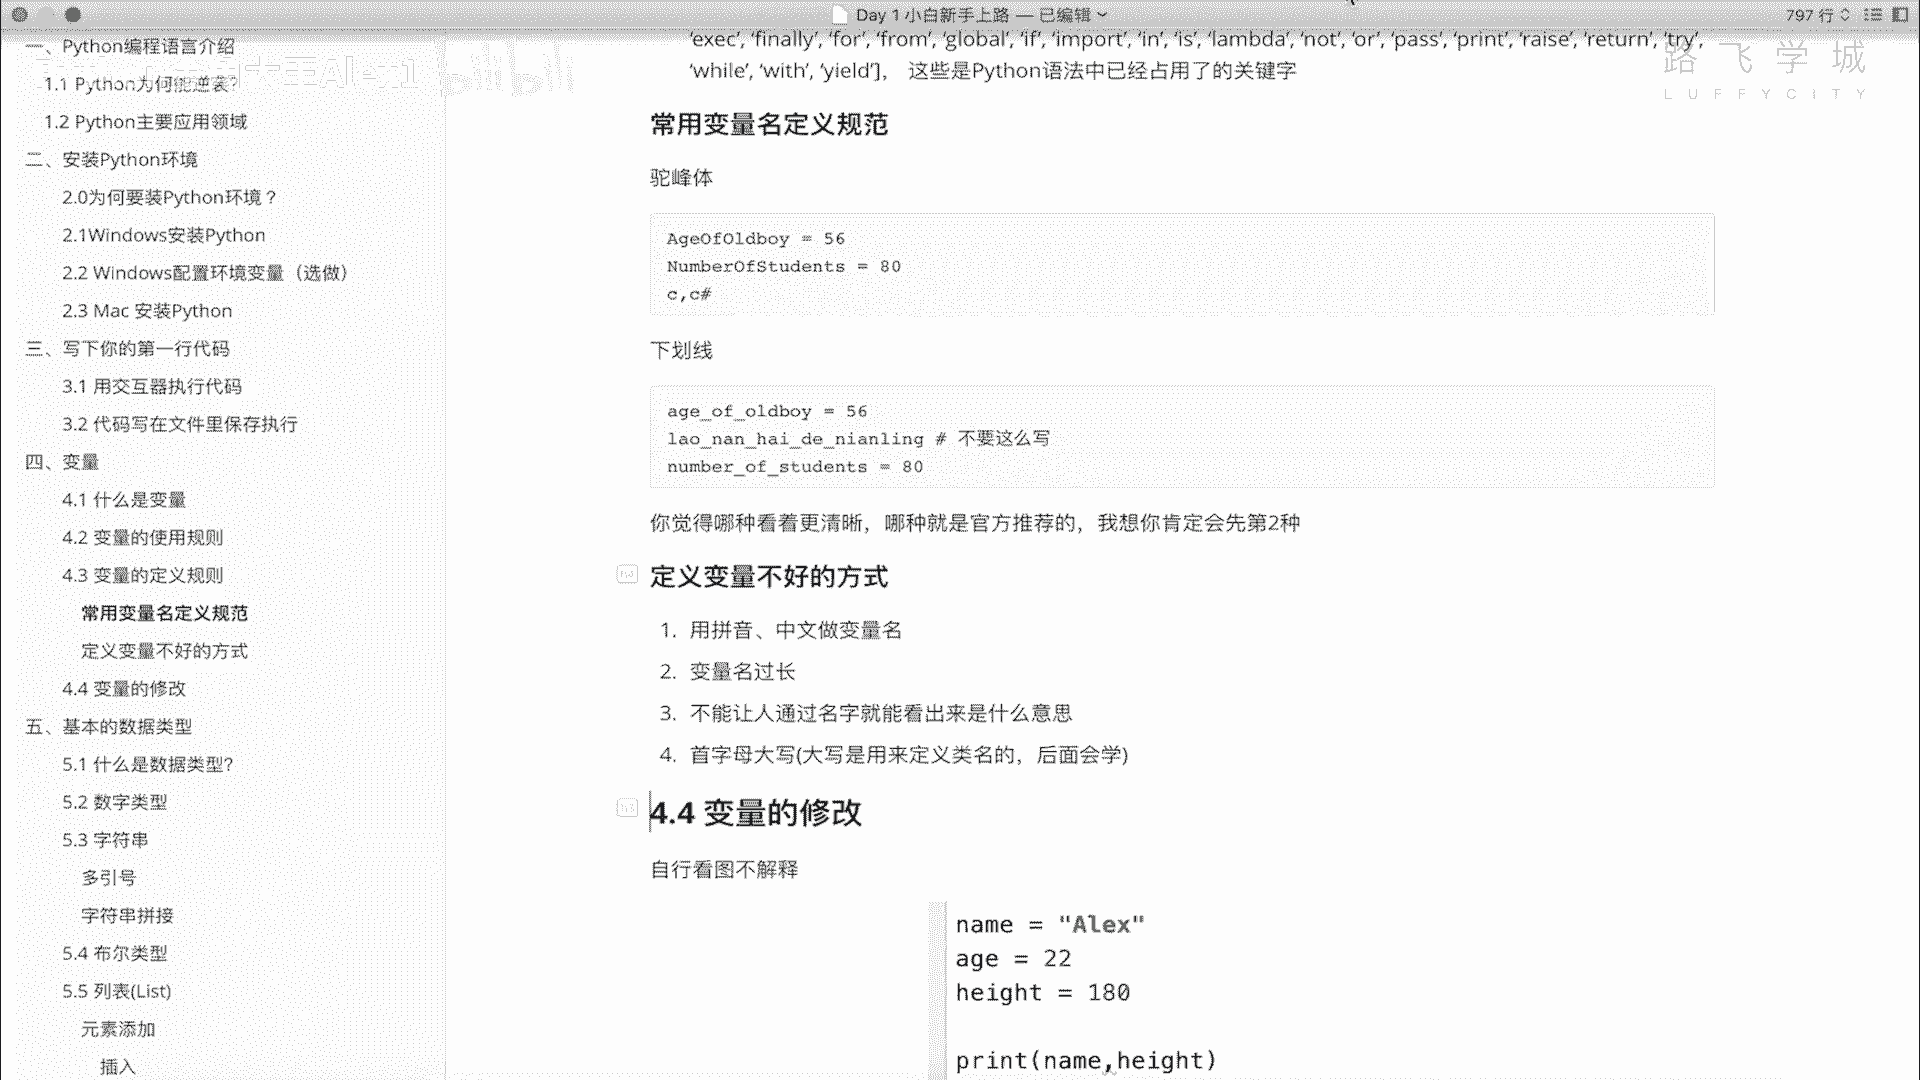 Day 1 小白新手上路 — 已编辑
797 行
一、Python编程语言介绍
1.1 Python为何能逆袭?
1.2 Python主要应用领域
二、安装Python环境
2.0为何要装Python环境？
2.1Windows安装Python
2.2 Windows配置环境变量（选做）
2.3 Mac 安装Python
三、写下你的第一行代码
3.1 用交互器执行代码
3.2 代码写在文件里保存执行
四、变量
4.1 什么是变量
4.2 变量的使用规则
4.3 变量的定义规则
常用变量名定义规范
定义变量不好的方式
4.4 变量的修改
五、基本的数据类型
5.1 什么是数据类型?
5.2 数字类型
5.3 字符串
多引号
字符串拼接
5.4 布尔类型
5.5 列表(List)
元素添加
插入
‘exec’, ‘finally’, ‘for’, ‘from’, ‘global’, ‘if’, ‘import’, ‘in’, ‘is’, ‘lambda’, ‘not’, ‘or’, ‘pass’, ‘print’, ‘raise’, ‘return’, ‘try’,
‘while’, ‘with’, ‘yield’]， 这些是Python语法中已经占用了的关键字
常用变量名定义规范
驼峰体
AgeOfOldboy = 56
NumberOfStudents = 80
c,c#
下划线
age_of_oldboy = 56
lao_nan_hai_de_nianling # 不要这么写
number_of_students = 80
你觉得哪种看着更清晰，哪种就是官方推荐的，我想你肯定会先第2种
定义变量不好的方式
1. 用拼音、中文做变量名
2. 变量名过长
3. 不能让人通过名字就能看出来是什么意思
4. 首字母大写(大写是用来定义类名的，后面会学)
4.4 变量的修改
自行看图不解释
name = "Alex"
age = 22
height = 180
print(name,height)
路飞学城
LUFFYCITY
bilibili